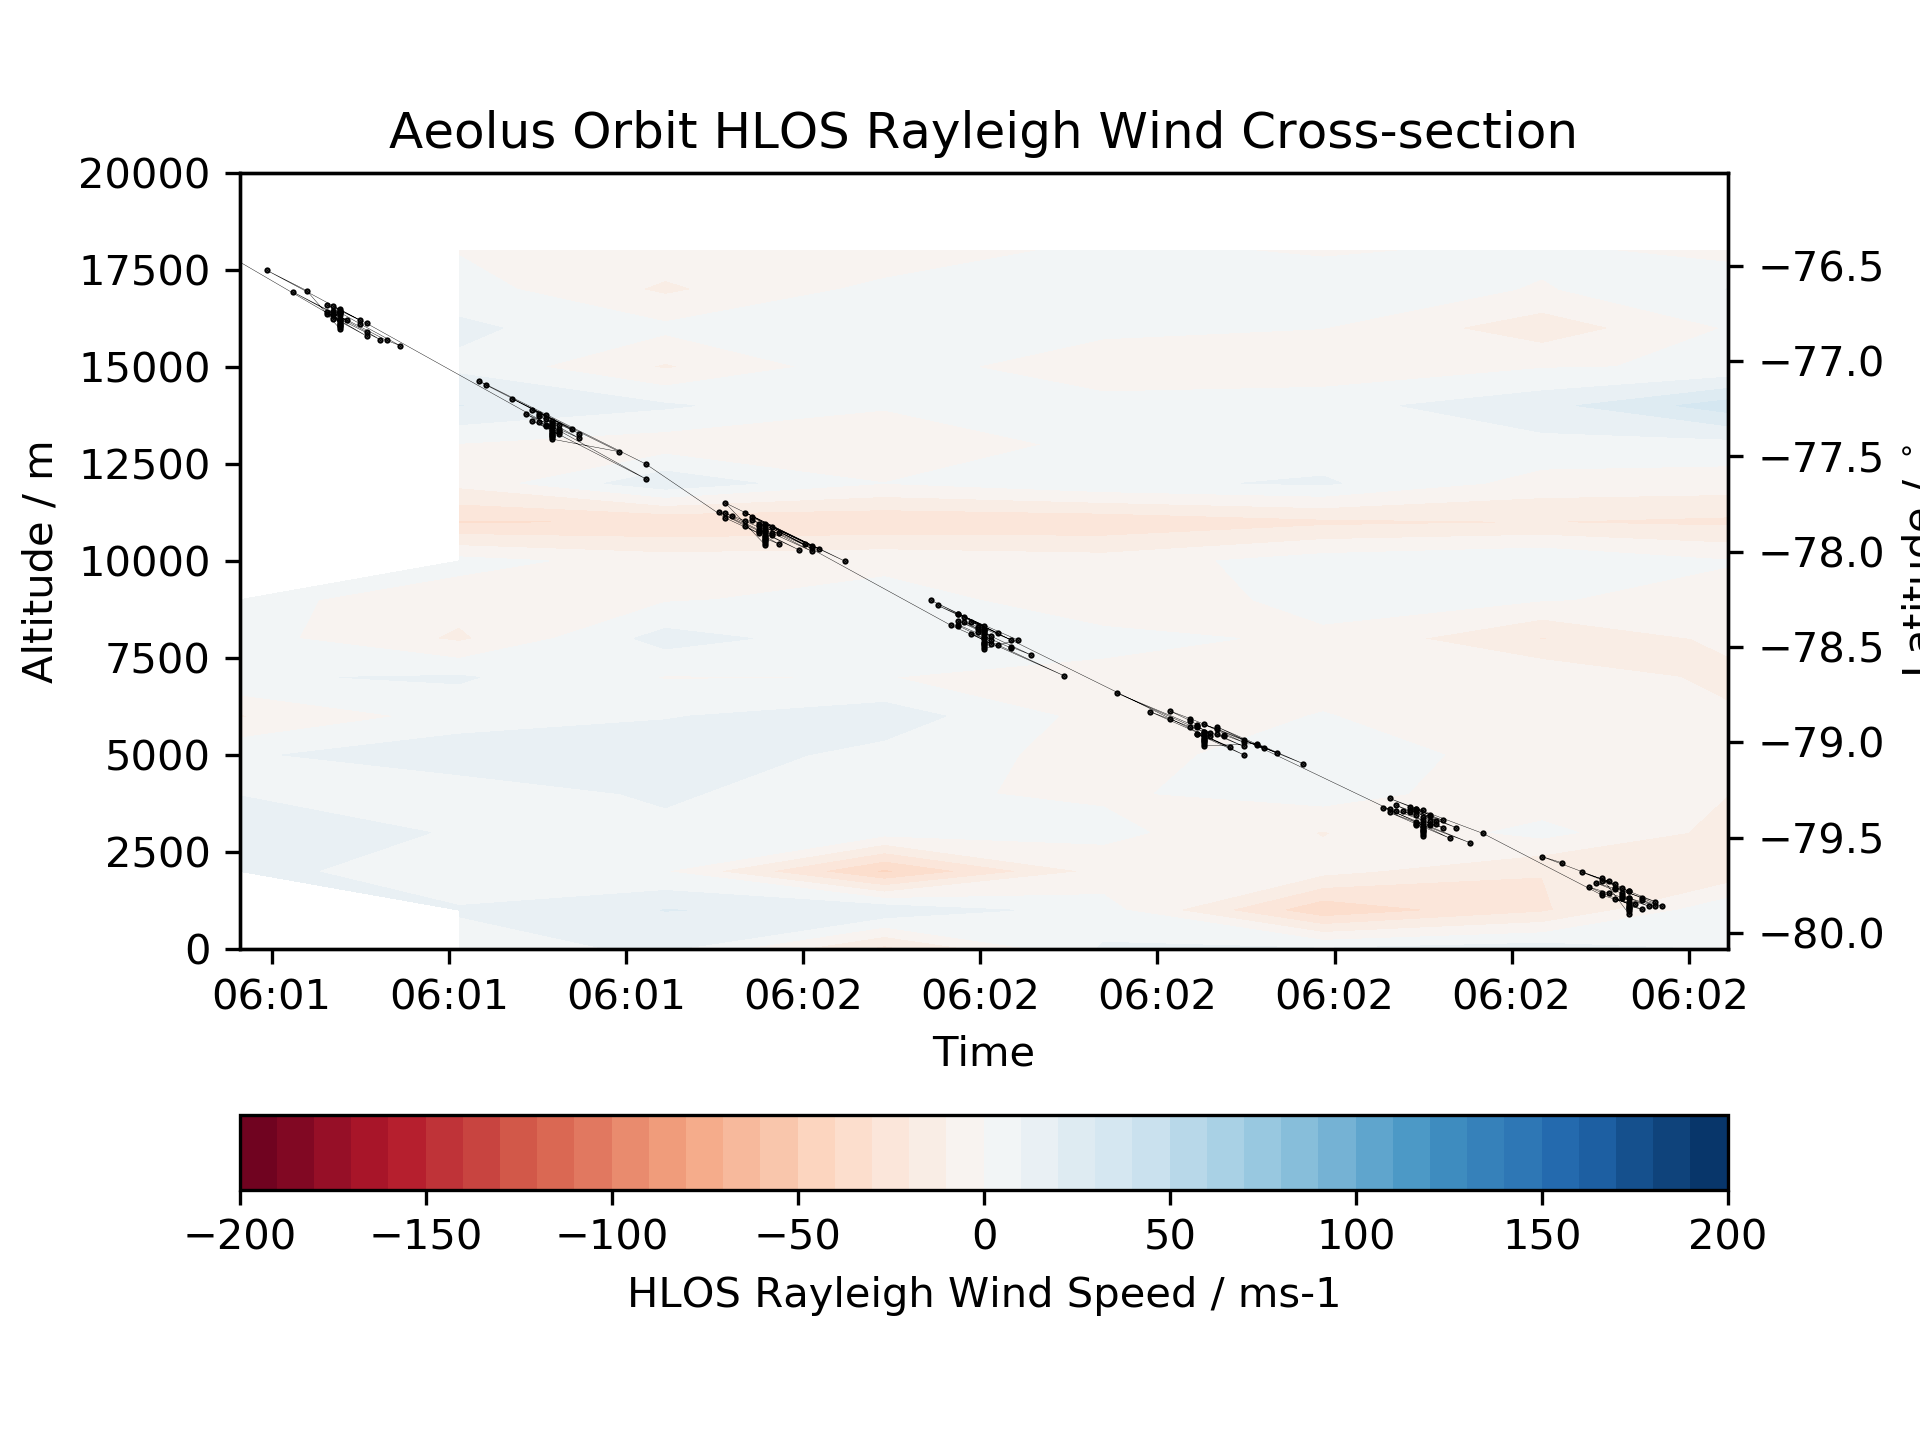 Aeolus Orbit HLOS Rayleigh Wind Cross-section
20000
17500
15000
12500
10000
7500
5000
2500
0
Altitude / m
−76.5
−77.0
−77.5
−78.0
−78.5
−79.0
−79.5
−80.0
Latitude / °
06:01 06:01 06:01 06:02 06:02 06:02 06:02 06:02 06:02
Time
−200 −150 −100 −50 0 50 100 150 200
HLOS Rayleigh Wind Speed / ms-1